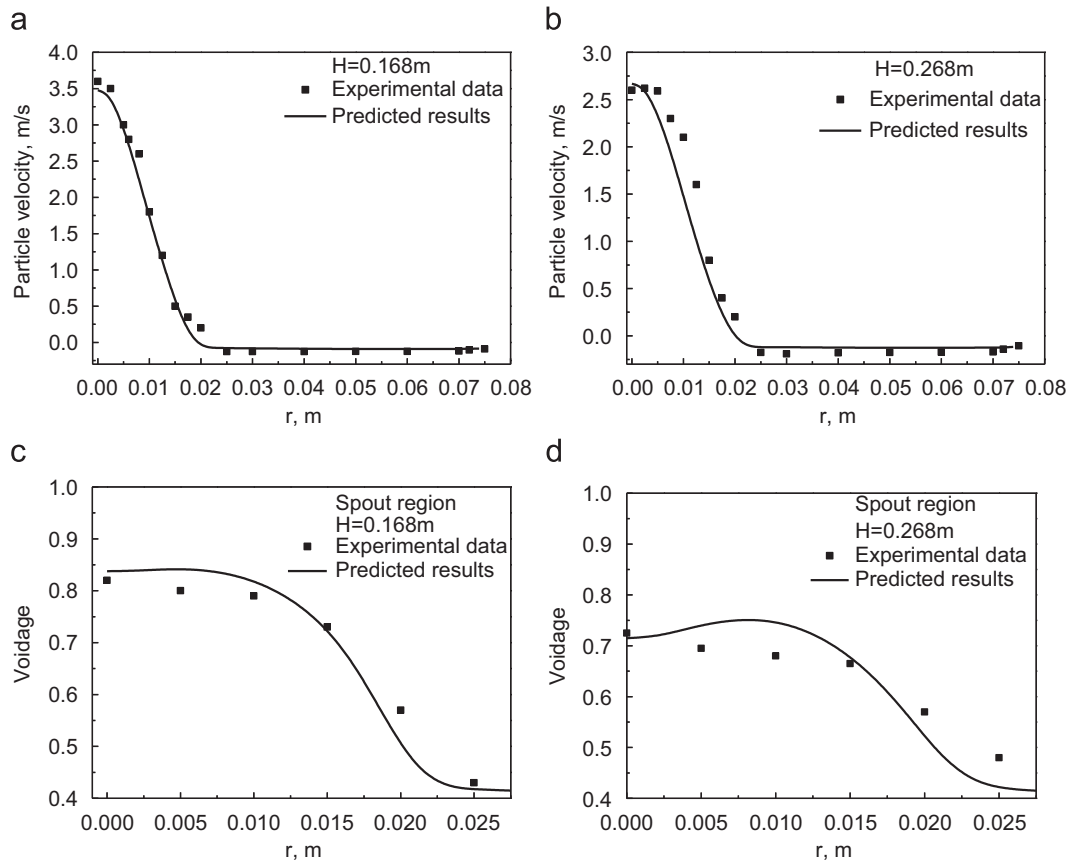 a
4.0
3.5
3.0
2.5
2.0
1.5
1.0
0.5
0.0
Particle velocity, m/s
H=0.168m
Experimental data
Predicted results
0.00 0.01 0.02 0.03 0.04 0.05 0.06 0.07 0.08
r, m
b
3.0
2.5
2.0
1.5
1.0
0.5
0.0
Particle velocity, m/s
H=0.268m
Experimental data
Predicted results
0.00 0.01 0.02 0.03 0.04 0.05 0.06 0.07 0.08
r, m
c
1.0
0.9
0.8
0.7
0.6
0.5
0.4
Voidage
Spout region
H=0.168m
Experimental data
Predicted results
0.000 0.005 0.010 0.015 0.020 0.025
r, m
d
1.0
0.9
0.8
0.7
0.6
0.5
0.4
Voidage
Spout region
H=0.268m
Experimental data
Predicted results
0.000 0.005 0.010 0.015 0.020 0.025
r, m